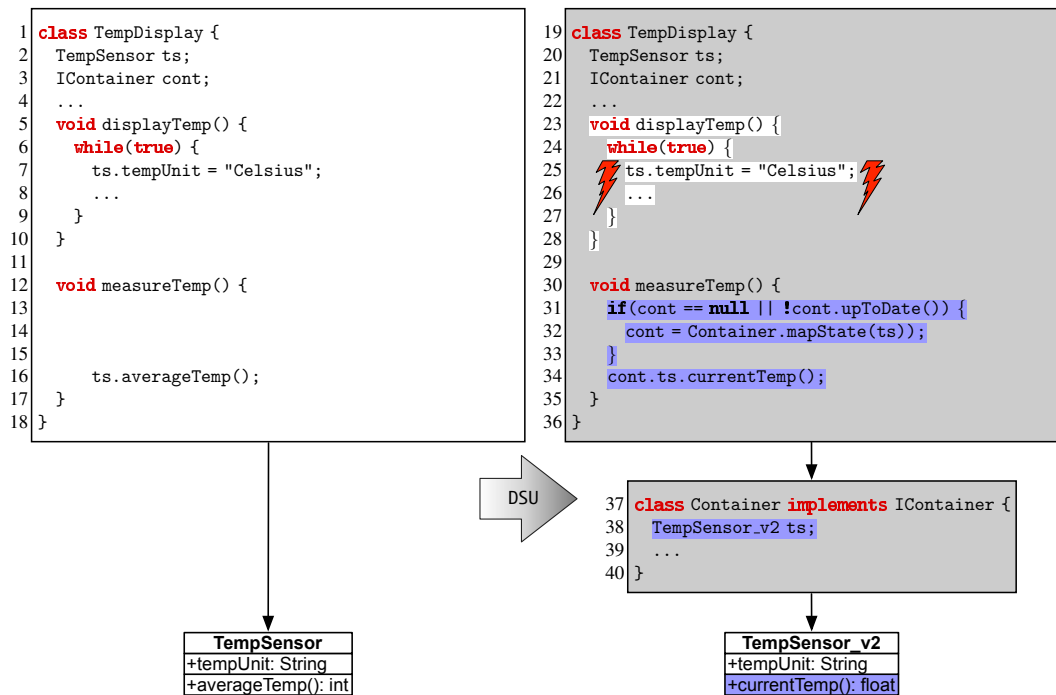 1 class TempDisplay {
2 TempSensor ts;
3 IContainer cont;
4 ...
5 void displayTemp() {
6 while(true) {
7 ts.tempUnit = "Celsius";
8 ...
9 }
10 }
11
12 void measureTemp() {
13
14
15
16 ts.averageTemp();
17 }
18 }
19 class TempDisplay {
20 TempSensor ts;
21 IContainer cont;
22 ...
23 void displayTemp() {
24 while(true) {
25 ts.tempUnit = "Celsius";
26 ...
27 }
28 }
29
30 void measureTemp() {
31 if(cont == null || !cont.upToDate()) {
32 cont = Container.mapState(ts));
33 }
34 cont.ts.currentTemp();
35 }
36 }
DSU
37 class Container implements IContainer {
38 TempSensor_v2 ts;
39 ...
40 }
TempSensor
+tempUnit: String
+averageTemp(): int
TempSensor_v2
+tempUnit: String
+currentTemp(): float